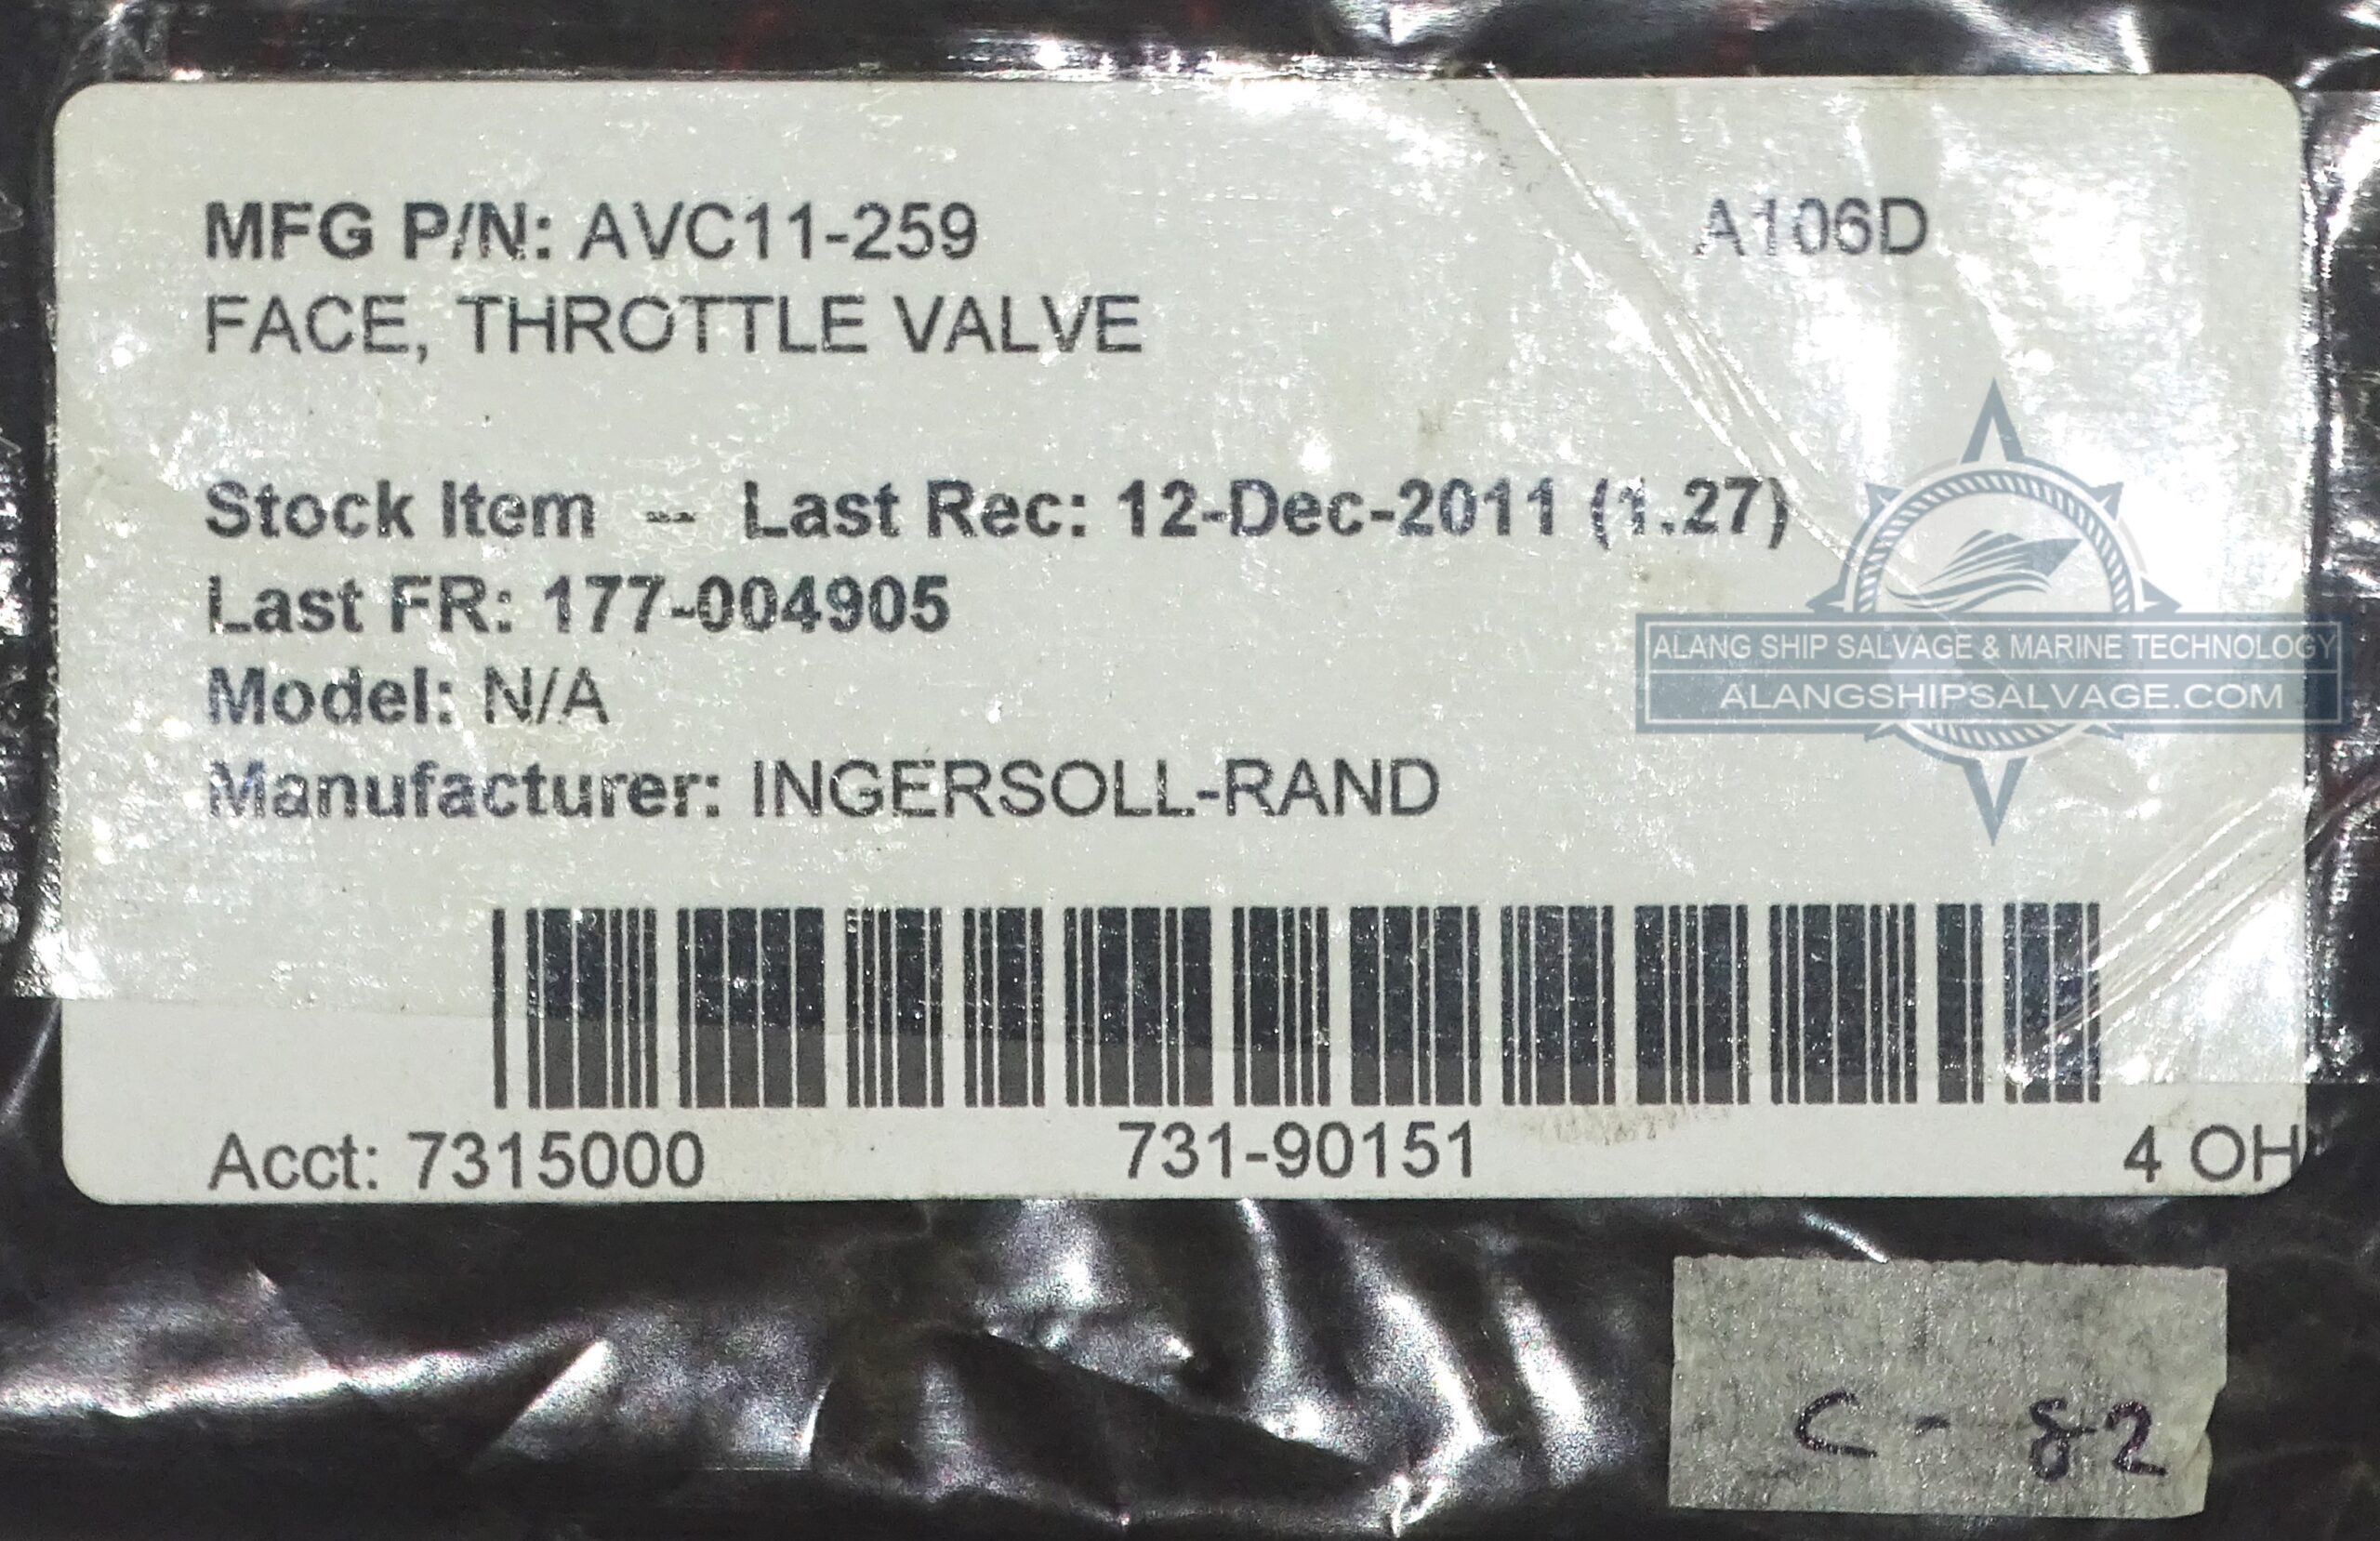 MFG P/N: AVC11-259 A106D
FACE, THROTTLE VALVE
Stock Item -- Last Rec: 12-Dec-2011 (1.27)
Last FR: 177-004905
Model: N/A
Manufacturer: INGERSOLL-RAND
ALANG SHIP SALVAGE & MARINE TECHNOLOGY
ALANGSHIPSALVAGE.COM
Acct: 7315000 731-90151 4 OH
C - 82